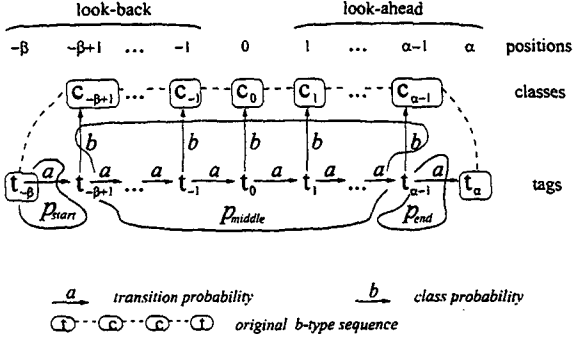 look-back look-ahead
-β -β+1 ... -1 0 1 ... α-1 α positions
C-β+1 ... C-1 C0 C1 ... Cα-1 classes
b b b b b
t-β a t-β+1 a ... a t-1 a t0 a t1 a ... a tα-1 a tα tags
Pstart Pmiddle Pend
a transition probability b class probability
t c c t original b-type sequence